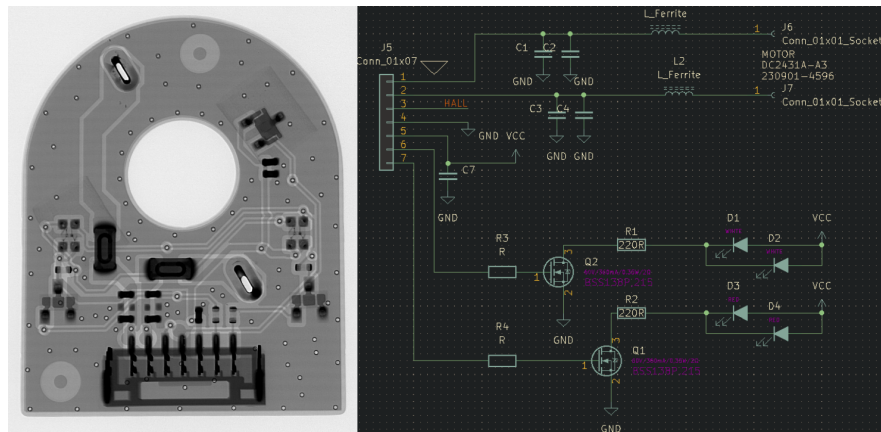 L_Ferrite
J5
Conn_01x07
C1
C2
GND
GND
1
J6
Conn_01x01_Socket
MOTOR
DC2431A-A3
230901-4596
L2
L_Ferrite
1
J7
Conn_01x01_Socket
1
2
3
4
5
6
7
HALL
C3
C4
GND
GND
GND
VCC
C7
GND
R3
R
1
3
Q2
2
GND
R1
220R
D1
D2
VCC
R4
R
1
3
Q1
2
GND
R2
220R
D3
D4
VCC